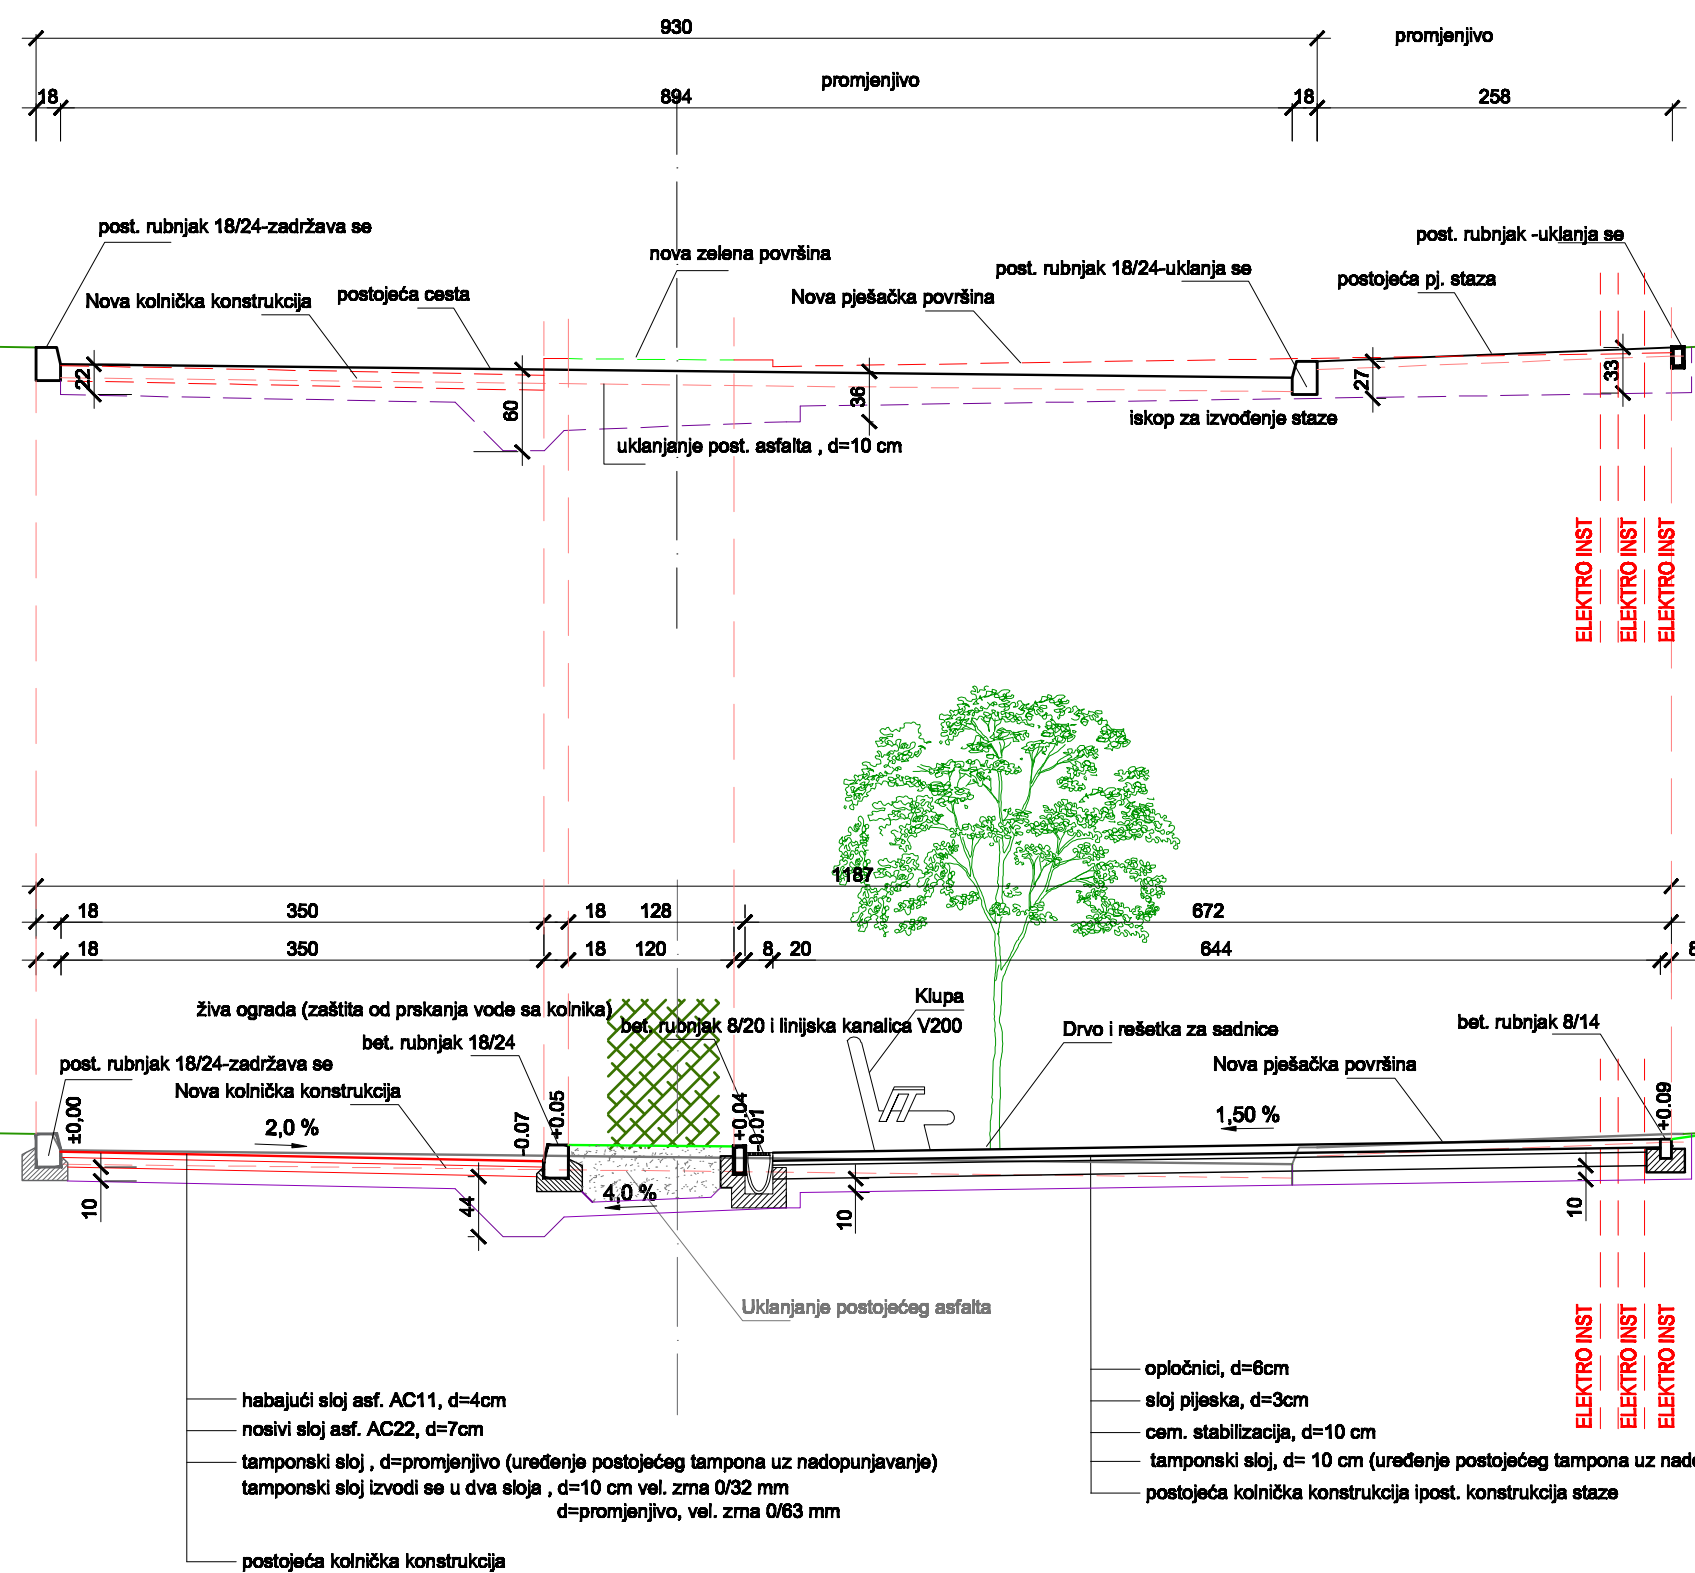 930
promjenjivo
promjenjivo
18
894
18
258
post. rubnjak 18/24-zadržava se
nova zelena površina
post. rubnjak 18/24-uklanja se
post. rubnjak -uklanja se
Nova kolnička konstrukcija
postojeća cesta
Nova pješačka površina
postojeća pj. staza
22
60
36
27
33
iskop za izvođenje staze
uklanjanje post. asfalta , d=10 cm
ELEKTRO INST
ELEKTRO INST
ELEKTRO INST
1187
18
350
18
128
672
18
350
18
120
8
20
644
8
živa ograda (zaštita od prskanja vode sa kolnika)
Klupa
bet. rubnjak 8/20 i linijska kanalica V200
bet. rubnjak 18/24
Drvo i rešetka za sadnice
bet. rubnjak 8/14
post. rubnjak 18/24-zadržava se
Nova kolnička konstrukcija
Nova pješačka površina
±0,00
2,0 %
-0.07
+0.05
+0.04
-0.01
1,50 %
+0.09
10
44
4,0 %
10
10
Uklanjanje postojećeg asfalta
ELEKTRO INST
ELEKTRO INST
ELEKTRO INST
habajući sloj asf. AC11, d=4cm
nosivi sloj asf. AC22, d=7cm
tamponski sloj , d=promjenjivo (uređenje postojećeg tampona uz nadopunjavanje)
tamponski sloj izvodi se u dva sloja , d=10 cm vel. zrna 0/32 mm
d=promjenjivo, vel. zrna 0/63 mm
postojeća kolnička konstrukcija
opločnici, d=6cm
sloj pijeska, d=3cm
cem. stabilizacija, d=10 cm
tamponski sloj, d= 10 cm (uređenje postojećeg tampona uz nado
postojeća kolnička konstrukcija ipost. konstrukcija staze